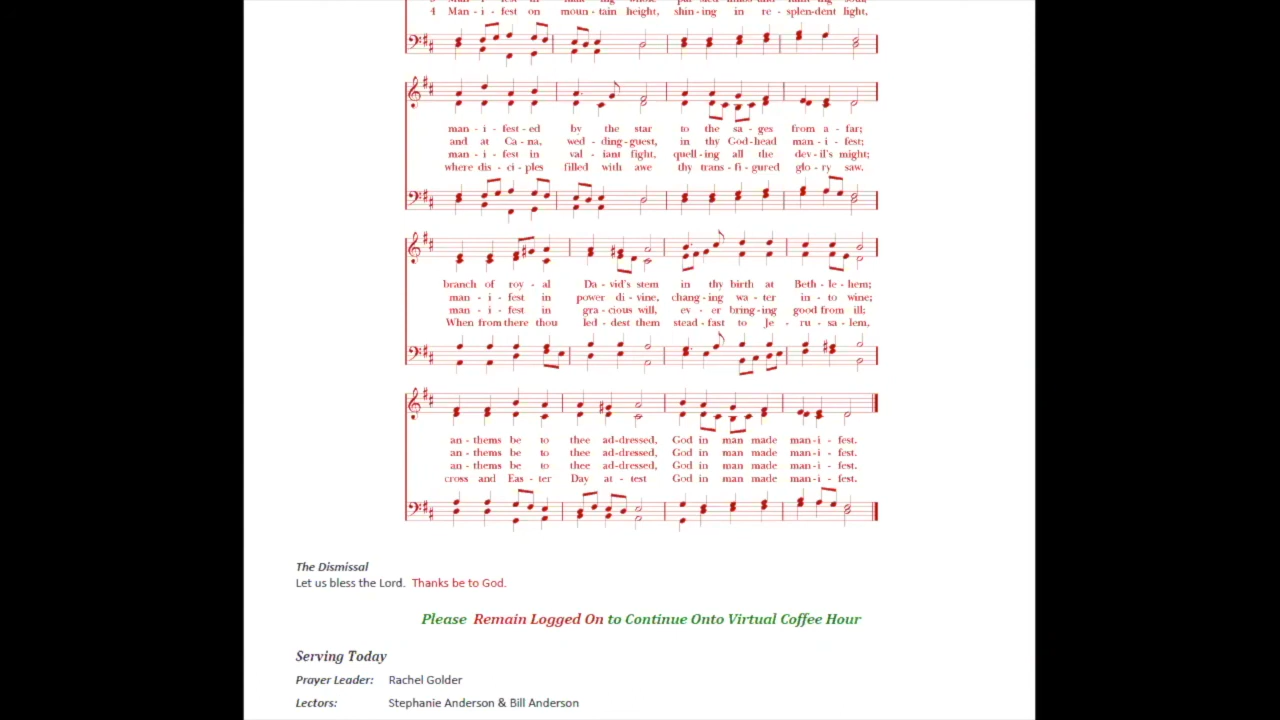 4 Man - i - fest on moun - tain height, shin - ing in re - splen - dent light,
man - i - fest - ed by the star to the sa - ges from a - far;
and at Ca - na, wed - ding - guest, in thy God - head man - i - fest;
man - i - fest in val - iant fight, quell - ing all the dev - il's might;
where dis - ci - ples filled with awe thy trans - fi - gured glo - ry saw.
branch of roy - al Da - vid's stem in thy birth at Beth - le - hem;
man - i - fest in power di - vine, chang - ing wa - ter in - to wine;
man - i - fest in gra - cious will, ev - er bring - ing good from ill;
When from there thou led - dest them stead - fast to Je - ru - sa - lem,
an - thems be to thee ad - dressed, God in man made man - i - fest.
an - thems be to thee ad - dressed, God in man made man - i - fest.
an - thems be to thee ad - dressed, God in man made man - i - fest.
cross and Eas - ter Day at - test God in man made man - i - fest.
The Dismissal
Let us bless the Lord. Thanks be to God.
Please Remain Logged On to Continue Onto Virtual Coffee Hour
Serving Today
Prayer Leader: Rachel Golder
Lectors: Stephanie Anderson & Bill Anderson